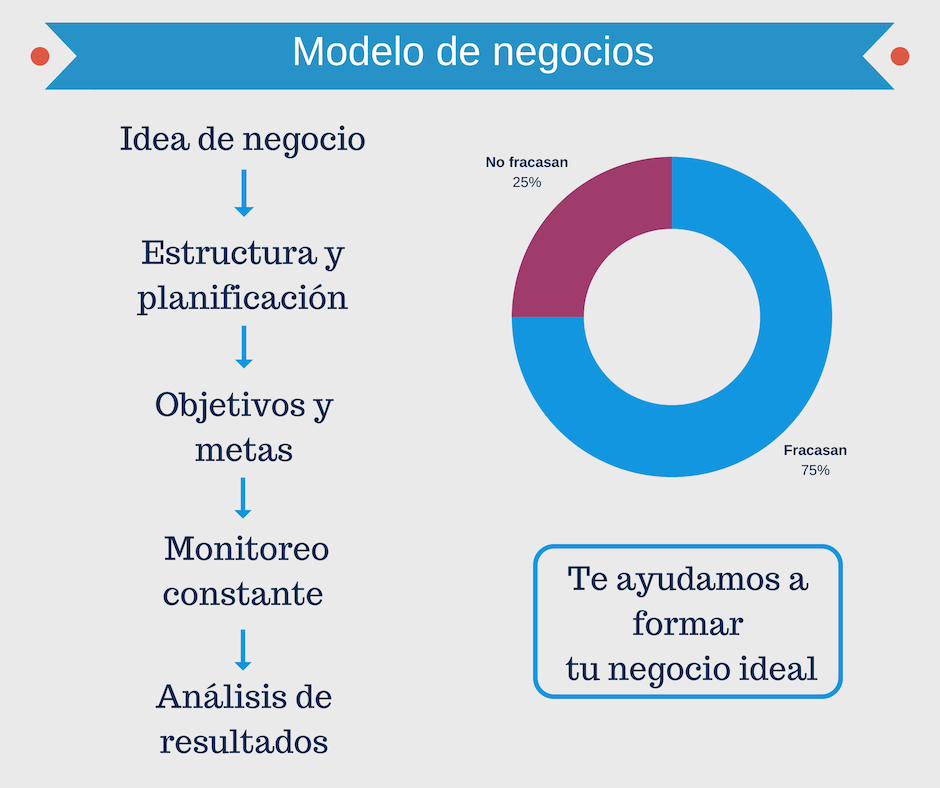 Modelo de negocios
Idea de negocio
Estructura y
planificación
Objetivos y
metas
Monitoreo
constante
Análisis de
resultados
No fracasan
25%
Fracasan
75%
Te ayudamos a
formar
tu negocio ideal